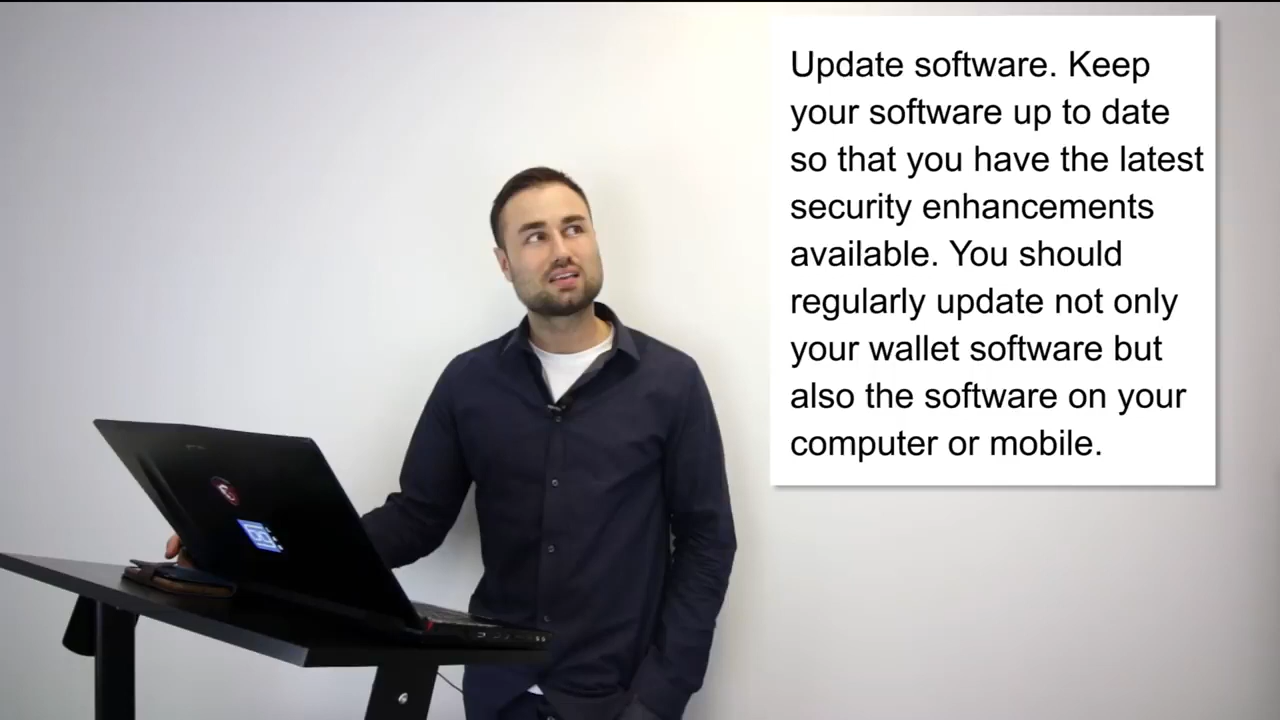 Update software. Keep
your software up to date
so that you have the latest
security enhancements
available. You should
regularly update not only
your wallet software but
also the software on your
computer or mobile.